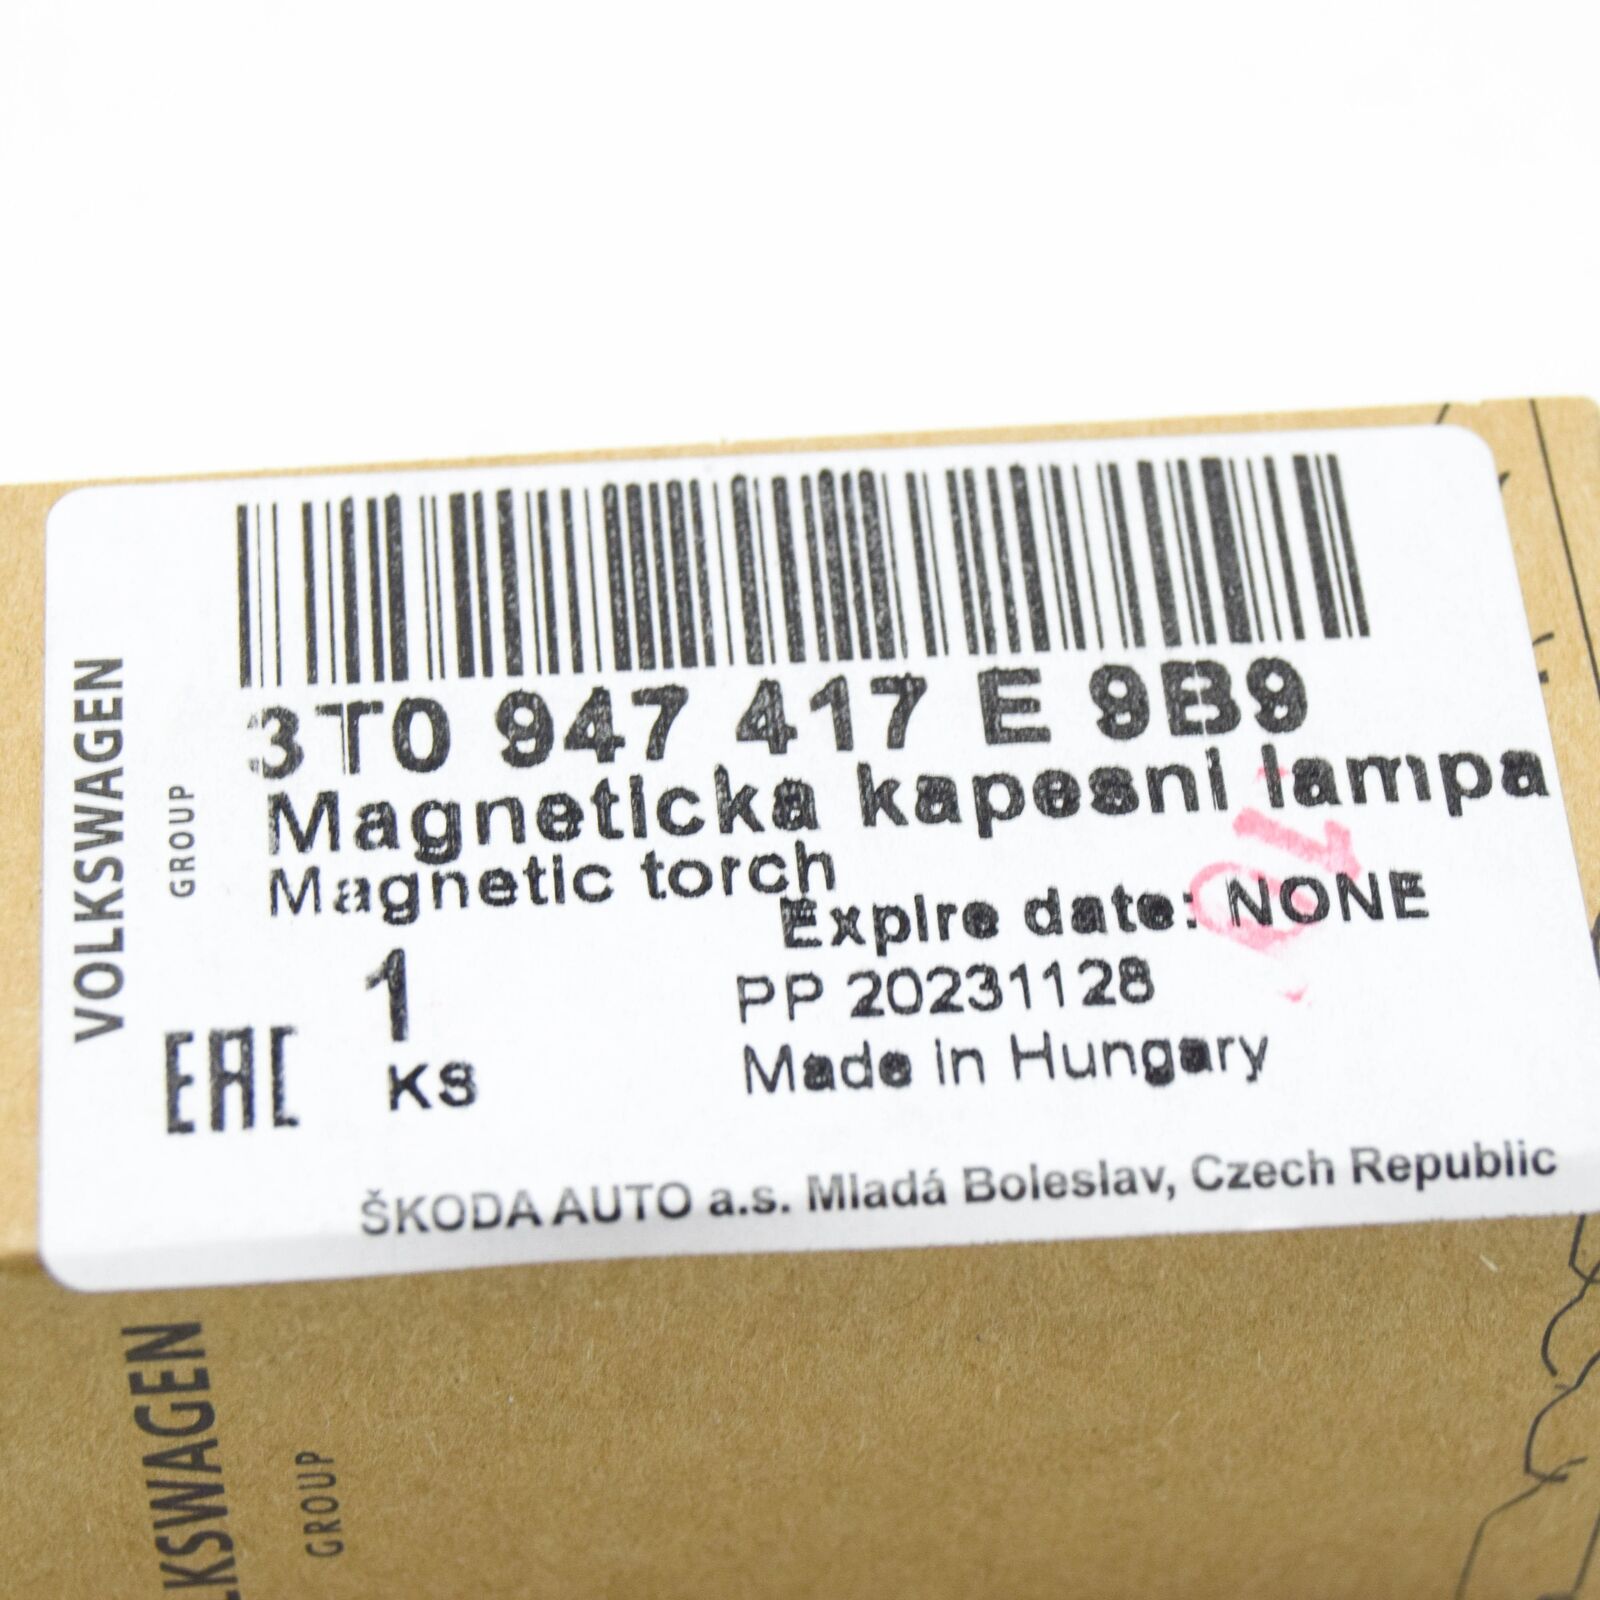 VOLKSWAGEN
GROUP
3T0 947 417 E 9B9
Magneticka kapesni lampa
Magnetic torch
Expire date: NONE
1
KS
PP 20231128
Made in Hungary
EAC
ŠKODA AUTO a.s. Mladá Boleslav, Czech Republic
LKSWAGEN
GROUP